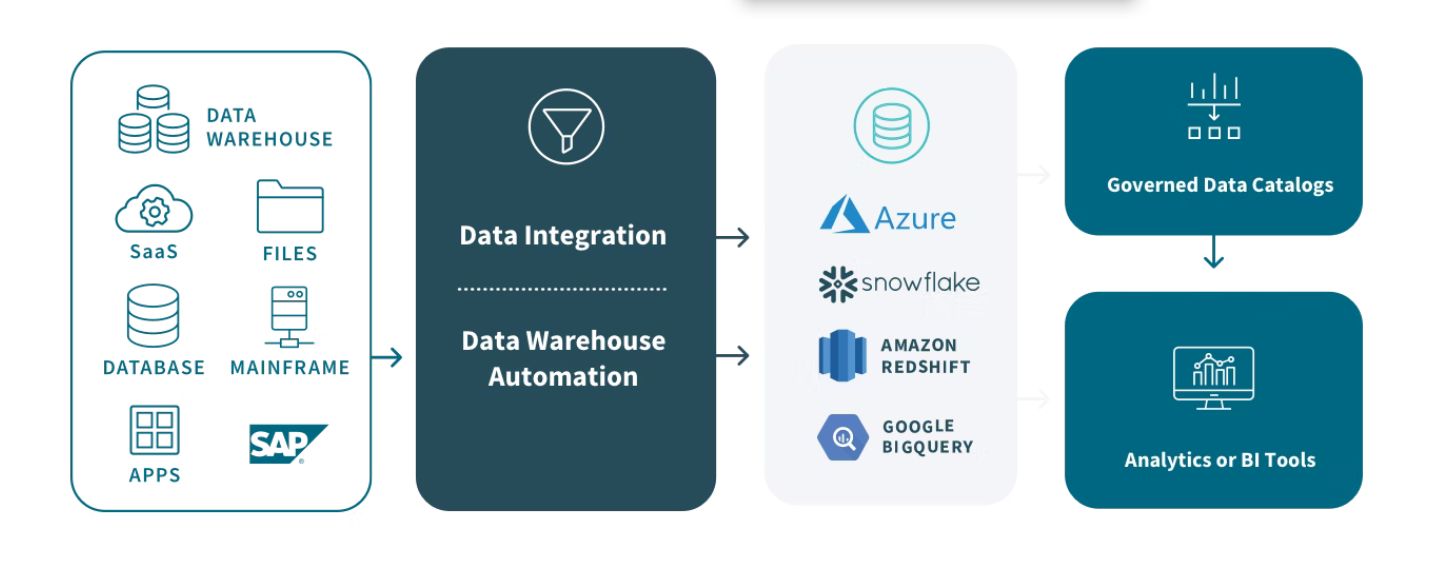 DATA
WAREHOUSE
SaaS
FILES
DATABASE
MAINFRAME
APPS
SAP
®
Data Integration
Data Warehouse
Automation
Azure
snowflake
AMAZON
REDSHIFT
GOOGLE
BIGQUERY
Governed Data Catalogs
Analytics or BI Tools